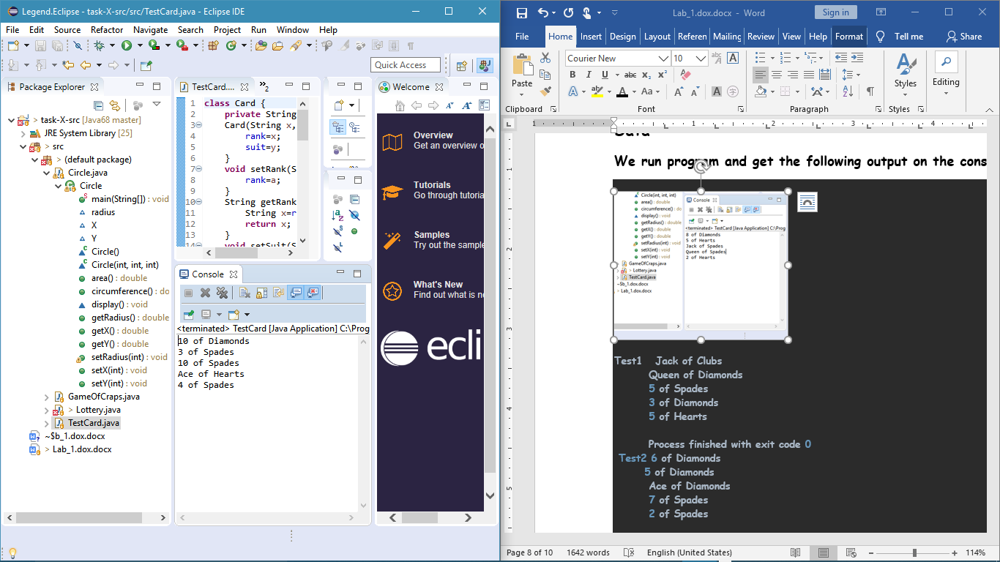 Legend.Eclipse - task-X-src/src/TestCard.java - Eclipse IDE
File Edit Source Refactor Navigate Search Project Run Window Help
Quick Access
Package Explorer
task-X-src [Java68 master]
JRE System Library [25]
> src
> (default package)
Circle.java
Circle
main(String[]) : void
radius
X
Y
Circle()
Circle(int, int, int)
area() : double
circumference() : do
display() : void
getRadius() : double
getX() : double
getY() : double
setRadius(int) : void
setX(int) : void
setY(int) : void
GameOfCraps.java
> Lottery.java
TestCard.java
~$b_1.dox.docx
> Lab_1.dox.docx
TestCard....
»2
1 class Card {
2 private String
3 Card(String x,
4 rank=x;
5 suit=y;
6 }
7 void setRank(S
8 rank=a;
9 }
10 String getRank
11 String x=r
12 return x;
13 }
14 void setSuit(S
Console
<terminated> TestCard [Java Application] C:\Prog
10 of Diamonds
3 of Spades
10 of Spades
Ace of Hearts
4 of Spades
Welcome
Overview
Get an overview o
Tutorials
Go through tutoria
Samples
Try out the sample
What's New
Find out what is ne
ecli
Lab_1.dox.docx - Word
Sign in
File Home Insert Design Layout Referen Mailing Review View Help Format Tell me Share
Paste
Clipboard
Courier New 10
B I U abc x2 x2
Font
Paragraph
Styles
Styles
Editing
Data
We run program and get the following output on the cons
Circle(int, int, int)
area() : double
circumference() : do
display() : void
getRadius() : double
getX() : double
getY() : double
setRadius(int) : void
setX(int) : void
setY(int) : void
GameOfCraps.java
> Lottery.java
TestCard.java
~$b_1.dox.docx
> Lab_1.dox.docx
Console
<terminated> TestCard [Java Application] C:\Prog
8 of Diamonds
5 of Hearts
Jack of Spades
Queen of Spades
2 of Hearts
Test1 Jack of Clubs
Queen of Diamonds
5 of Spades
3 of Diamonds
5 of Hearts
Process finished with exit code 0
Test2 6 of Diamonds
5 of Diamonds
Ace of Diamonds
7 of Spades
2 of Spades
Page 8 of 10 1642 words English (United States) 114%